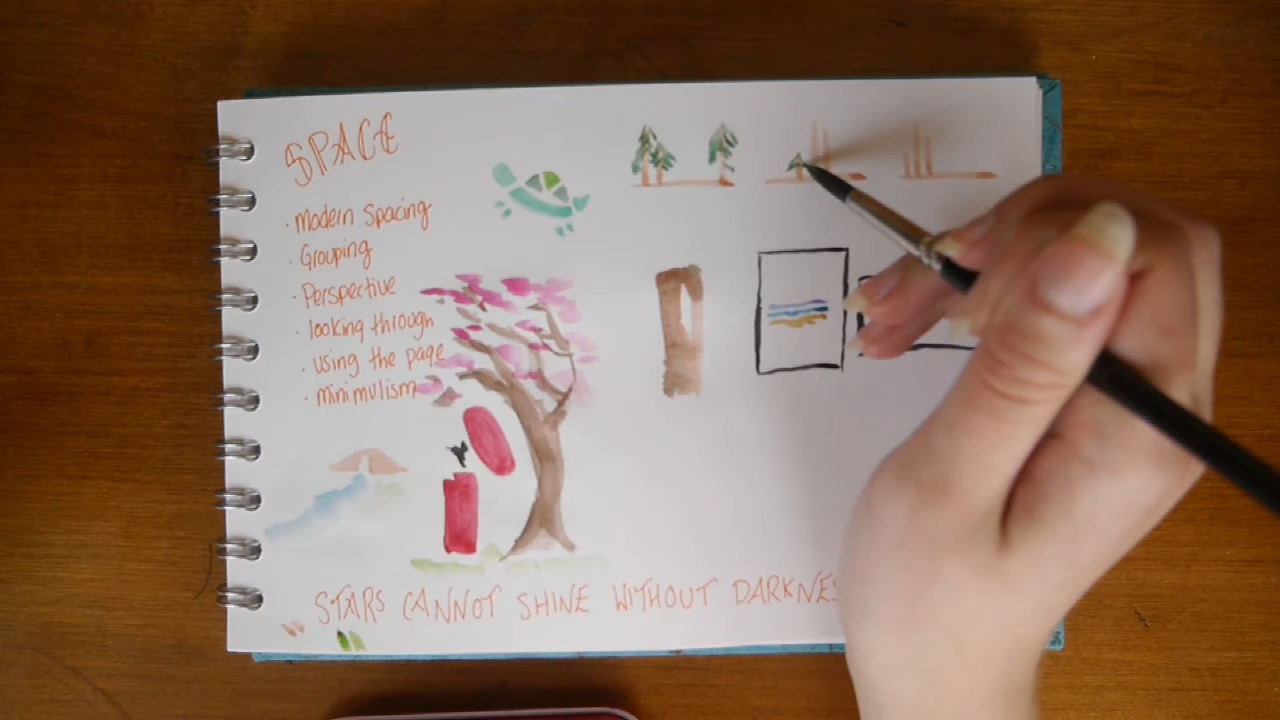 SPACE
· Modern Spacing
· Grouping
· Perspective
· looking through
· using the page
· minimulism
STARS CANNOT SHINE WITHOUT DARKNES